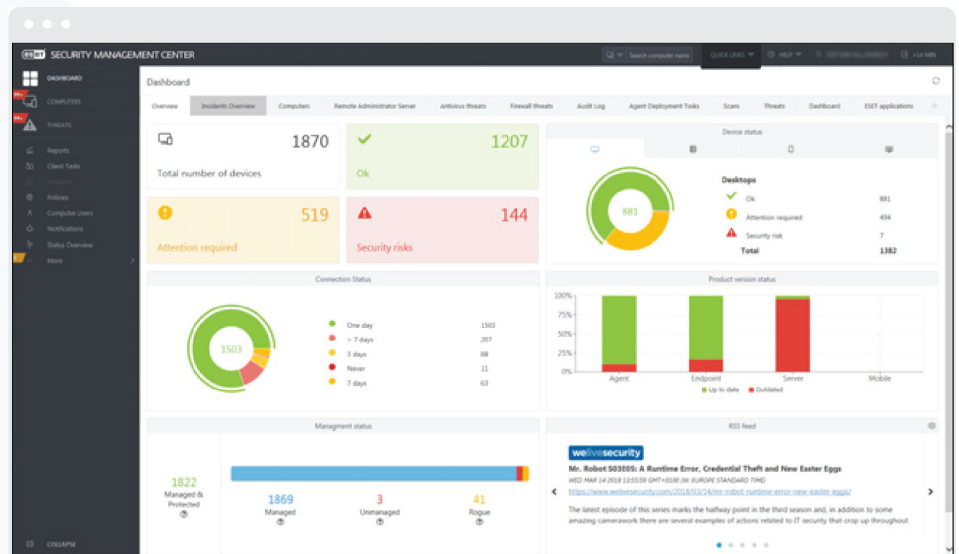 eset SECURITY MANAGEMENT CENTER
Search computer name
QUICK LINKS
HELP
>14 MIN
DASHBOARD
99+
COMPUTERS
99+
THREATS
Reports
Client Tasks
Policies
Computer Users
Notifications
Status Overview
More
COLLAPSE
Dashboard
Overview Incidents Overview Computers Remote Administrator Server Antivirus threats Firewall threats Audit Log Agent Deployment Tasks Scans Threats Dashboard ESET applications
1870
Total number of devices
1207
Ok
519
Attention required
144
Security risks
Device status
881
Desktops
Ok 881
Attention required 494
Security risk 7
Total 1382
Connection Status
1503
One day 1503
> 7 days 207
3 days 88
Never 11
7 days 63
Product version status
100%
75%
50%
25%
0%
Agent Endpoint Server Mobile
Up to date Outdated
Managment status
1822
Managed &
Protected
1869
Managed
3
Unmanaged
41
Rogue
RSS feed
welivesecurity
Mr. Robot S03E05: A Runtime Error, Credential Theft and New Easter Eggs
WED MAR 14 2018 13:55:59 GMT+0100 (W. EUROPE STANDARD TIME)
https://www.welivesecurity.com/2018/03/14/mr-robot-runtime-error-new-easter-eggs/
The latest episode of this series marks the halfway point in the third season and, in addition to some
amazing camerawork there are several examples of actions related to IT security that crop up throughout